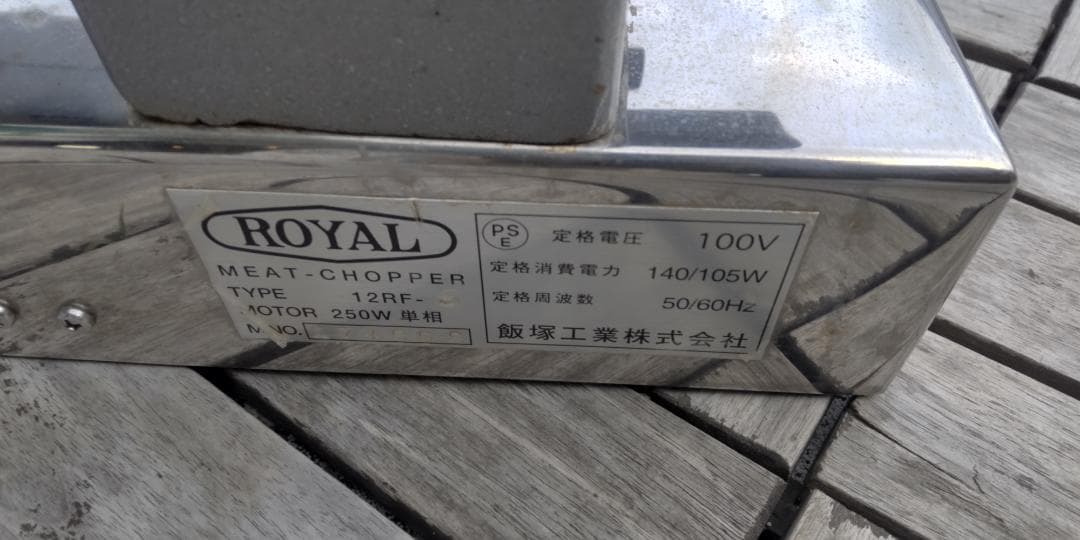 ROYAL
MEAT-CHOPPER
TYPE 12RF-
MOTOR 250W 単相
M NO.
PS
E
定格電圧 100V
定格消費電力 140/105W
定格周波数 50/60Hz
飯塚工業株式会社